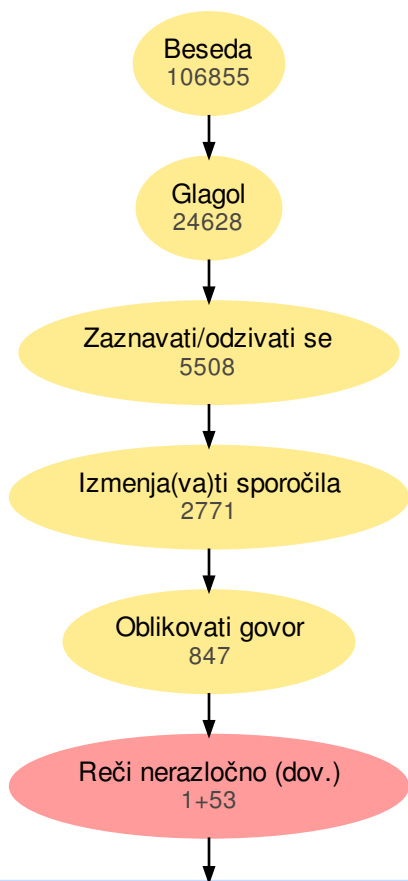 Beseda
106855
Glagol
24628
Zaznavati/odzivati se
5508
Izmenja(va)ti sporočila
2771
Oblikovati govor
847
Reči nerazločno (dov.)
1+53